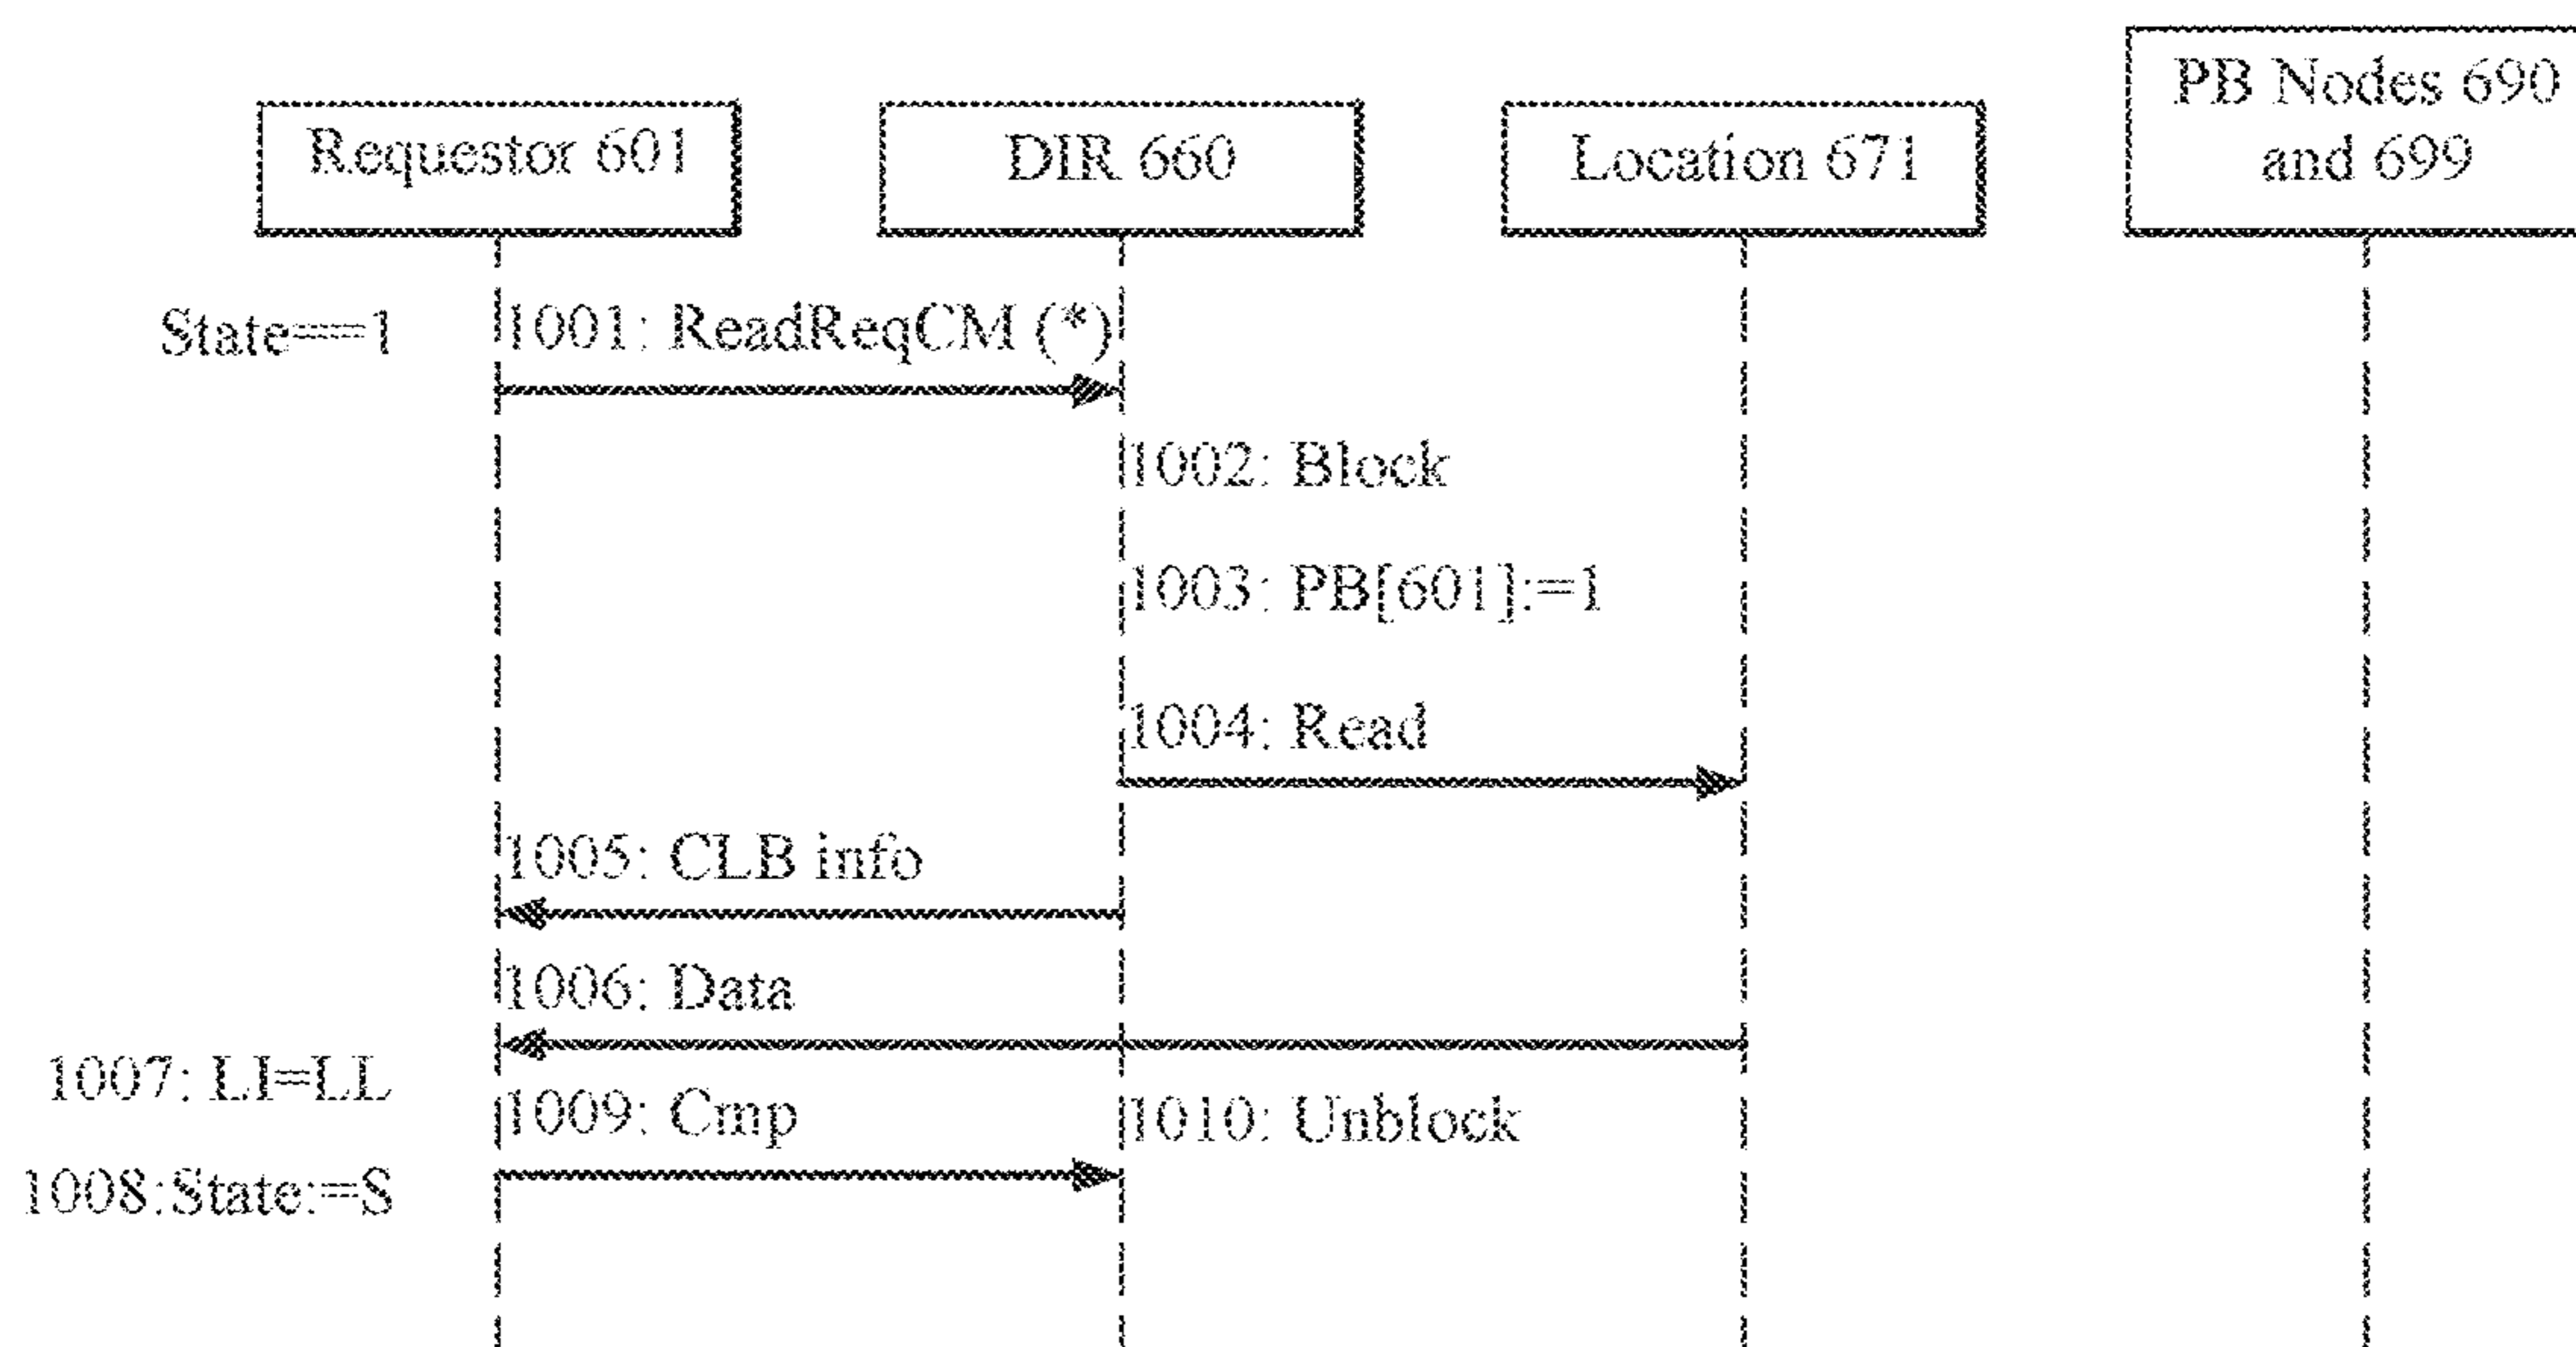 Requestor 601
DIR 660
Location 671
PB Nodes 690
and 699
State==1
1001: ReadReqCM (*)
1002: Block
1003: PB[601]:=1
1004: Read
1005: CLB info
1006: Data
1007: LI=LL
1009: Cmp
1010: Unblock
1008:State:=S